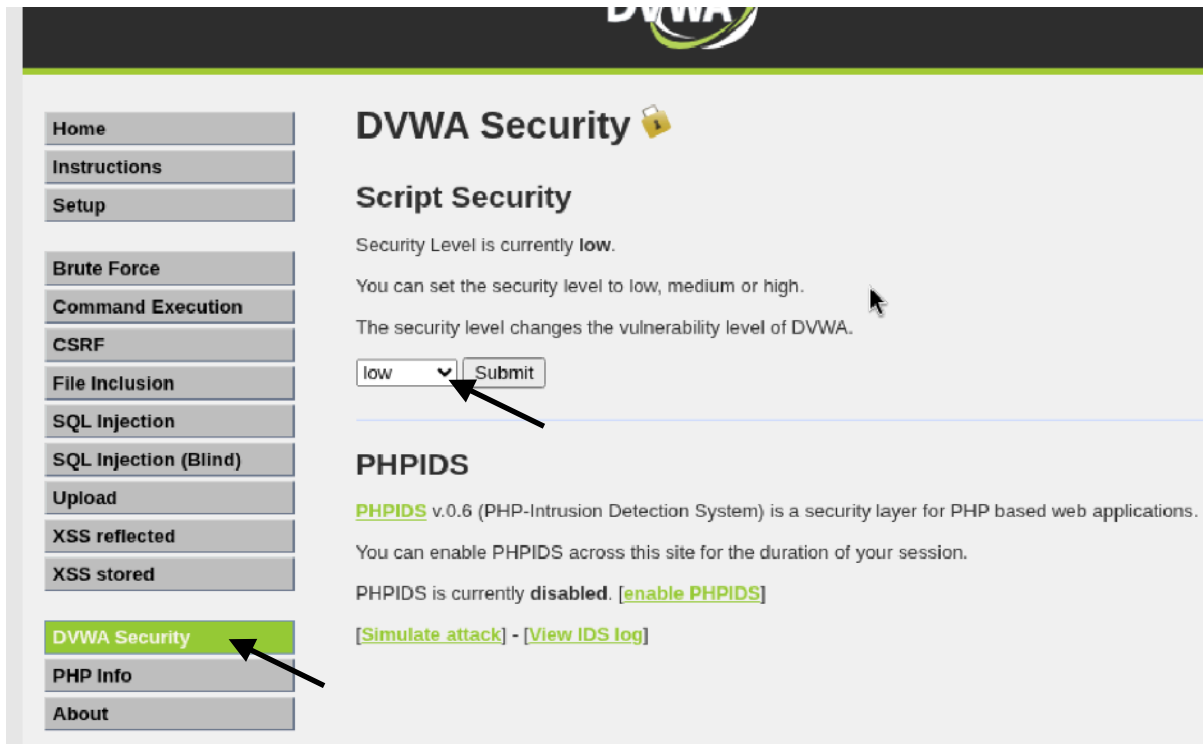 DVWA
Home
Instructions
Setup
Brute Force
Command Execution
CSRF
File Inclusion
SQL Injection
SQL Injection (Blind)
Upload
XSS reflected
XSS stored
DVWA Security
PHP Info
About
DVWA Security
Script Security
Security Level is currently low.
You can set the security level to low, medium or high.
The security level changes the vulnerability level of DVWA.
low Submit
PHPIDS
PHPIDS v.0.6 (PHP-Intrusion Detection System) is a security layer for PHP based web applications.
You can enable PHPIDS across this site for the duration of your session.
PHPIDS is currently disabled. [enable PHPIDS]
[Simulate attack] - [View IDS log]